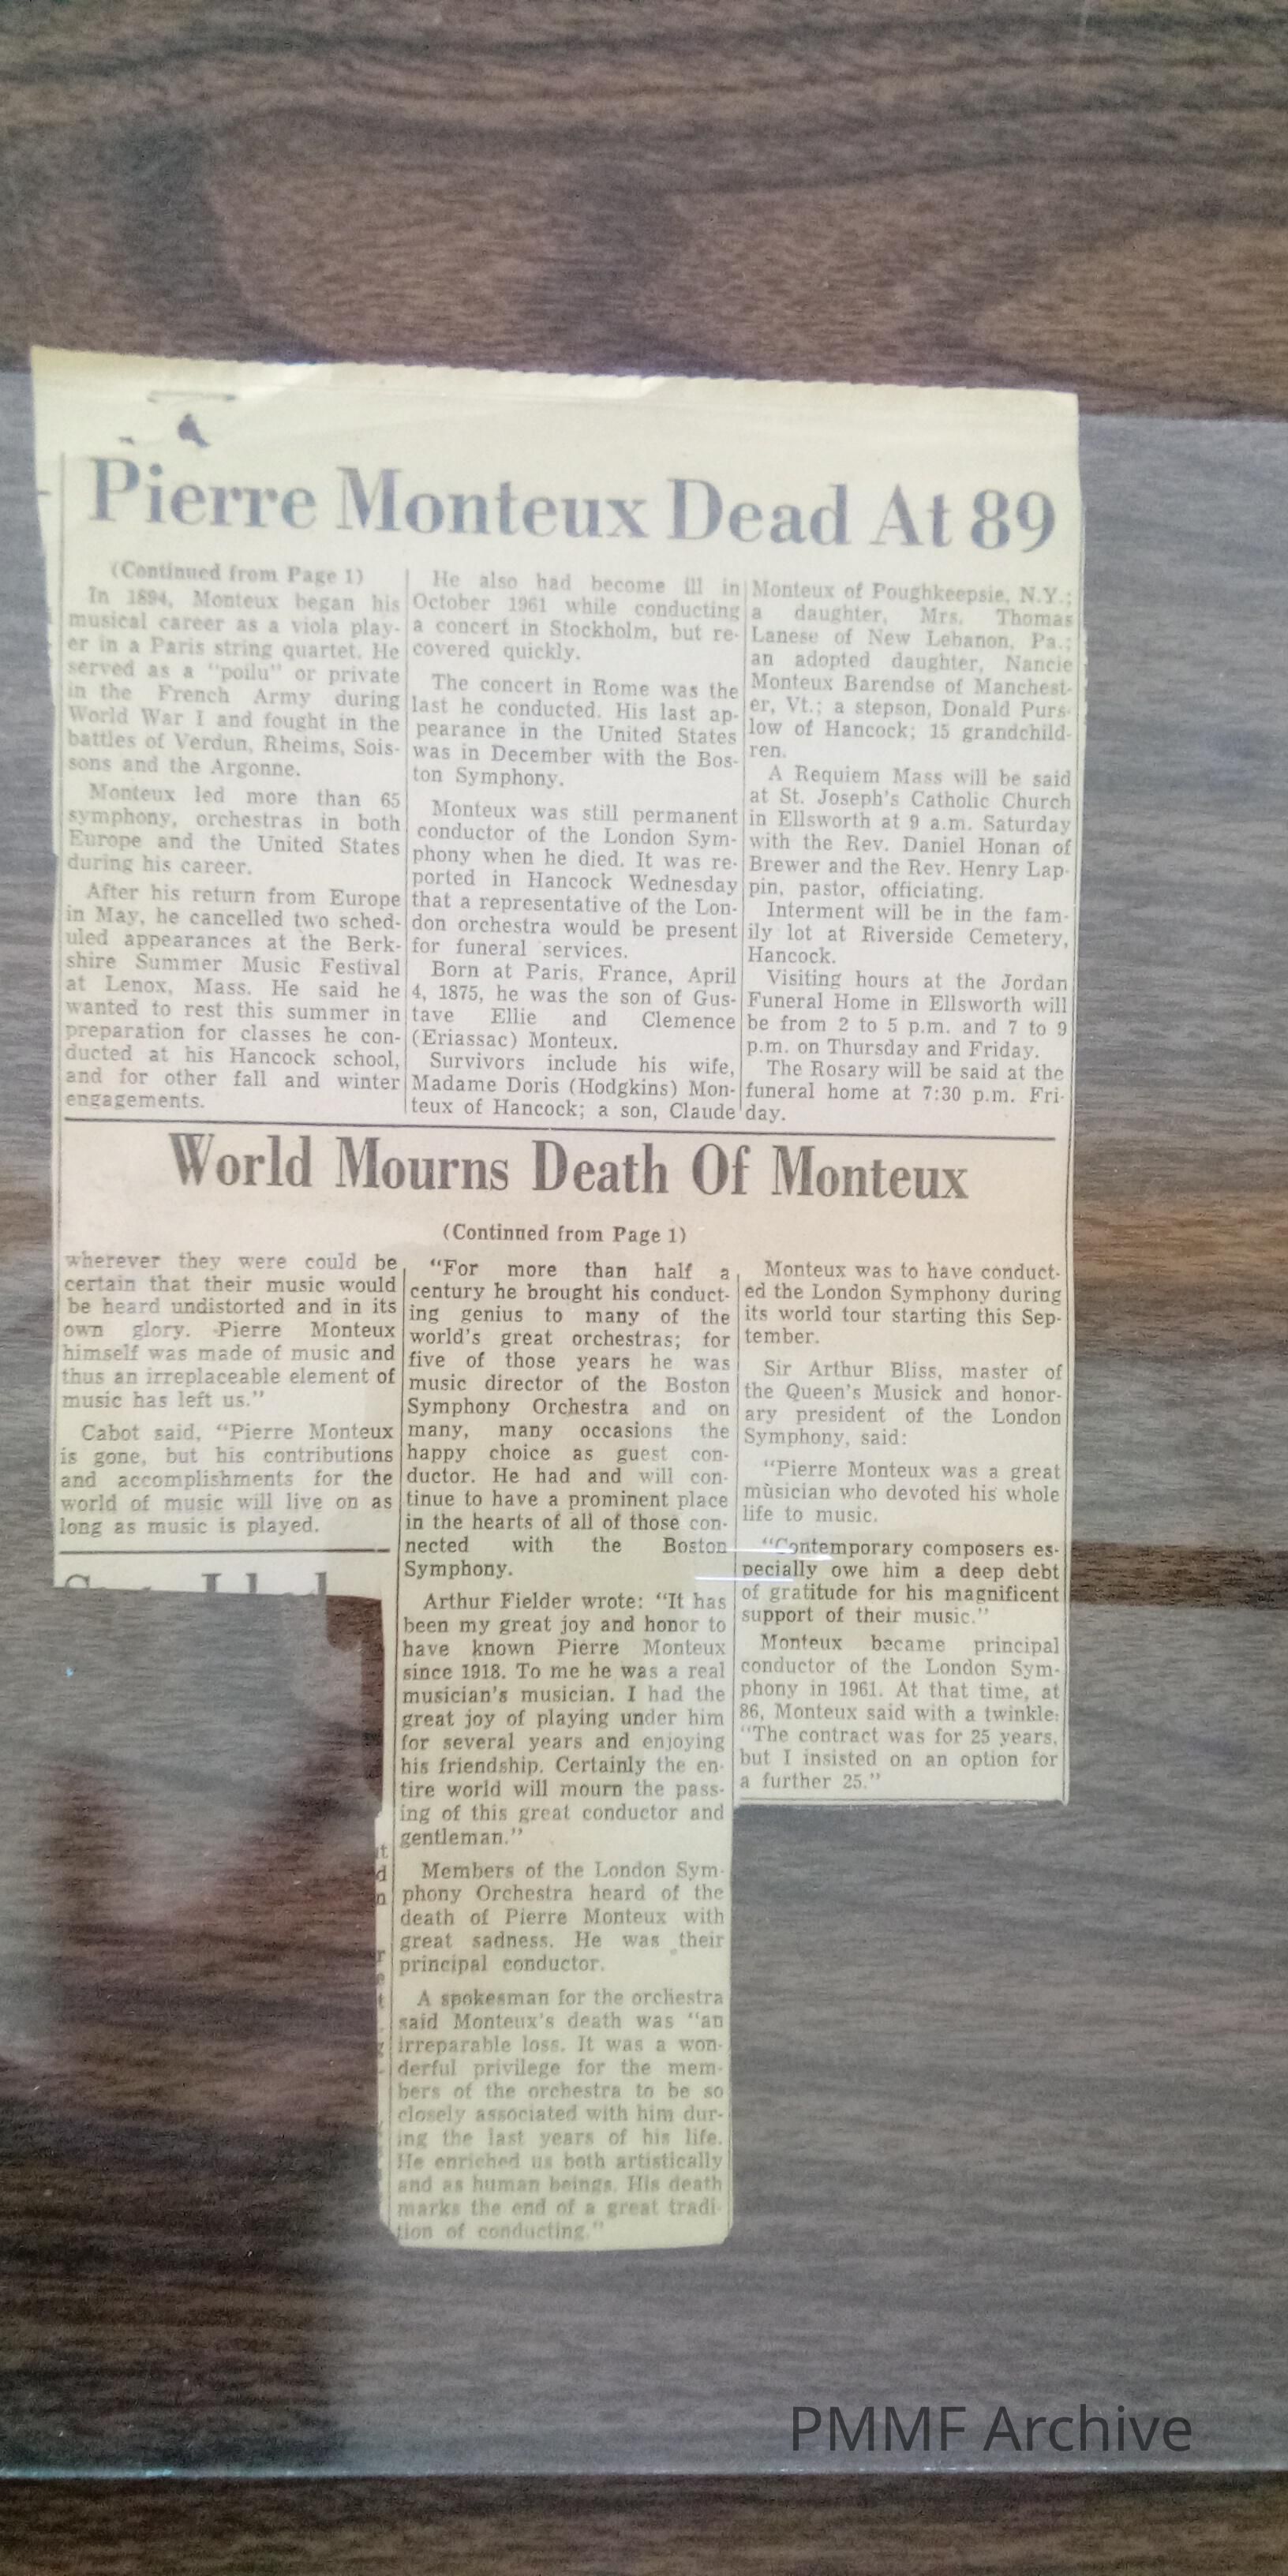 Pierre Monteux Dead At 89
(Continued from Page 1)
In 1894, Monteux began his
musical career as a viola play-
er in a Paris string quartet. He
served as a "poilu" or private
in the French Army during
World War I and fought in the
battles of Verdun, Rheims, Sois-
sons and the Argonne.
Monteux led more than 65
symphony, orchestras in both
Europe and the United States
during his career.
After his return from Europe
in May, he cancelled two sched-
uled appearances at the Berk-
shire Summer Music Festival
at Lenox, Mass. He said he
wanted to rest this summer in
preparation for classes he con-
ducted at his Hancock school,
and for other fall and winter
engagements.
He also had become ill in
October 1961 while conducting
a concert in Stockholm, but re-
covered quickly.
The concert in Rome was the
last he conducted. His last ap-
pearance in the United States
was in December with the Bos-
ton Symphony.
Monteux was still permanent
conductor of the London Sym-
phony when he died. It was re-
ported in Hancock Wednesday
that a representative of the Lon-
don orchestra would be present
for funeral services.
Born at Paris, France, April
4, 1875, he was the son of Gus-
tave Ellie and Clemence
(Eriassac) Monteux.
Survivors include his wife,
Madame Doris (Hodgkins) Mon-
teux of Hancock; a son, Claude
Monteux of Poughkeepsie, N.Y.;
a daughter, Mrs. Thomas
Lanese of New Lebanon, Pa.;
an adopted daughter, Nancie
Monteux Barendse of Manchest-
er, Vt.; a stepson, Donald Purs-
low of Hancock; 15 grandchild-
ren.
A Requiem Mass will be said
at St. Joseph's Catholic Church
in Ellsworth at 9 a.m. Saturday
with the Rev. Daniel Honan of
Brewer and the Rev. Henry Lap-
pin, pastor, officiating.
Interment will be in the fam-
ily lot at Riverside Cemetery,
Hancock.
Visiting hours at the Jordan
Funeral Home in Ellsworth will
be from 2 to 5 p.m. and 7 to 9
p.m. on Thursday and Friday.
The Rosary will be said at the
funeral home at 7:30 p.m. Fri-
day.
World Mourns Death Of Monteux
(Continued from Page 1)
wherever they were could be
certain that their music would
be heard undistorted and in its
own glory. Pierre Monteux
himself was made of music and
thus an irreplaceable element of
music has left us."
Cabot said, "Pierre Monteux
is gone, but his contributions
and accomplishments for the
world of music will live on as
long as music is played.
"For more than half a
century he brought his conduct-
ing genius to many of the
world's great orchestras; for
five of those years he was
music director of the Boston
Symphony Orchestra and on
many, many occasions the
happy choice as guest con-
ductor. He had and will con-
tinue to have a prominent place
in the hearts of all of those con-
nected with the Boston
Symphony.
Arthur Fielder wrote: "It has
been my great joy and honor to
have known Pierre Monteux
since 1918. To me he was a real
musician's musician. I had the
great joy of playing under him
for several years and enjoying
his friendship. Certainly the en-
tire world will mourn the pass-
ing of this great conductor and
gentleman."
Members of the London Sym-
phony Orchestra heard of the
death of Pierre Monteux with
great sadness. He was their
principal conductor.
A spokesman for the orchestra
said Monteux's death was "an
irreparable loss. It was a won-
derful privilege for the mem-
bers of the orchestra to be so
closely associated with him dur-
ing the last years of his life.
He enriched us both artistically
and as human beings. His death
marks the end of a great tradi-
tion of conducting."
Monteux was to have conduct-
ed the London Symphony during
its world tour starting this Sep-
tember.
Sir Arthur Bliss, master of
the Queen's Musick and honor-
ary president of the London
Symphony, said:
"Pierre Monteux was a great
musician who devoted his whole
life to music.
"Contemporary composers es-
pecially owe him a deep debt
of gratitude for his magnificent
support of their music."
Monteux became principal
conductor of the London Sym-
phony in 1961. At that time, at
86, Monteux said with a twinkle:
"The contract was for 25 years,
but I insisted on an option for
a further 25."
PMMF Archive